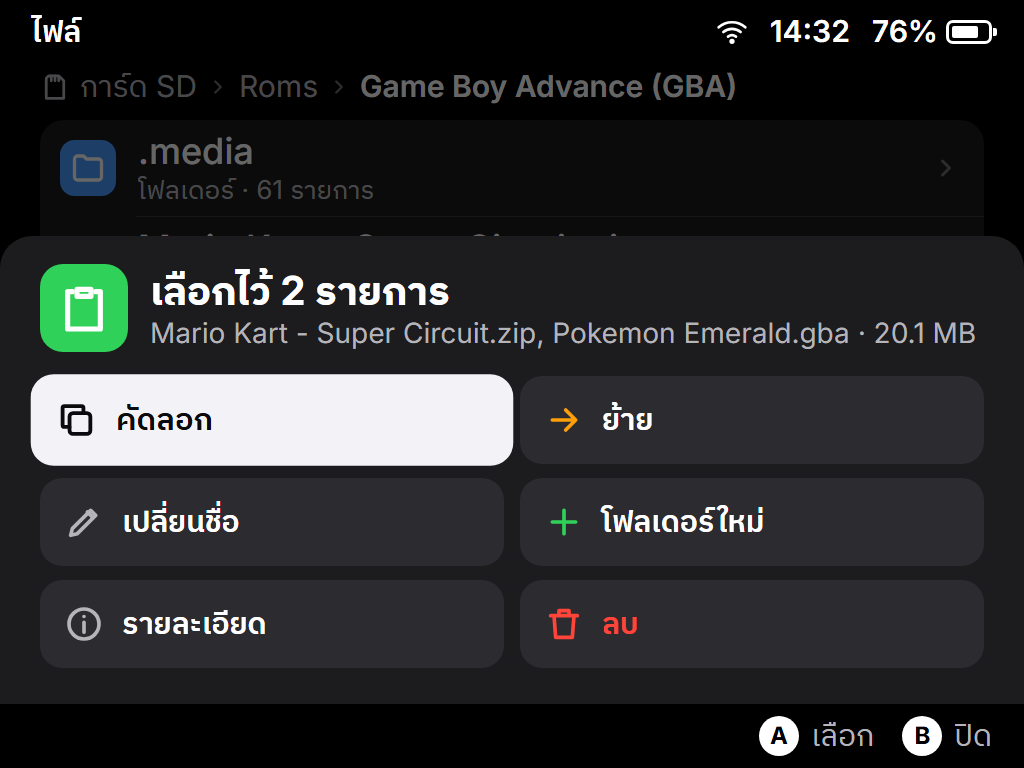 ไฟล์
14:32 76%
การ์ด SD › Roms › Game Boy Advance (GBA)
.media
โฟลเดอร์ · 61 รายการ
เลือกไว้ 2 รายการ
Mario Kart - Super Circuit.zip, Pokemon Emerald.gba · 20.1 MB
คัดลอก
ย้าย
เปลี่ยนชื่อ
โฟลเดอร์ใหม่
รายละเอียด
ลบ
A เลือก B ปิด